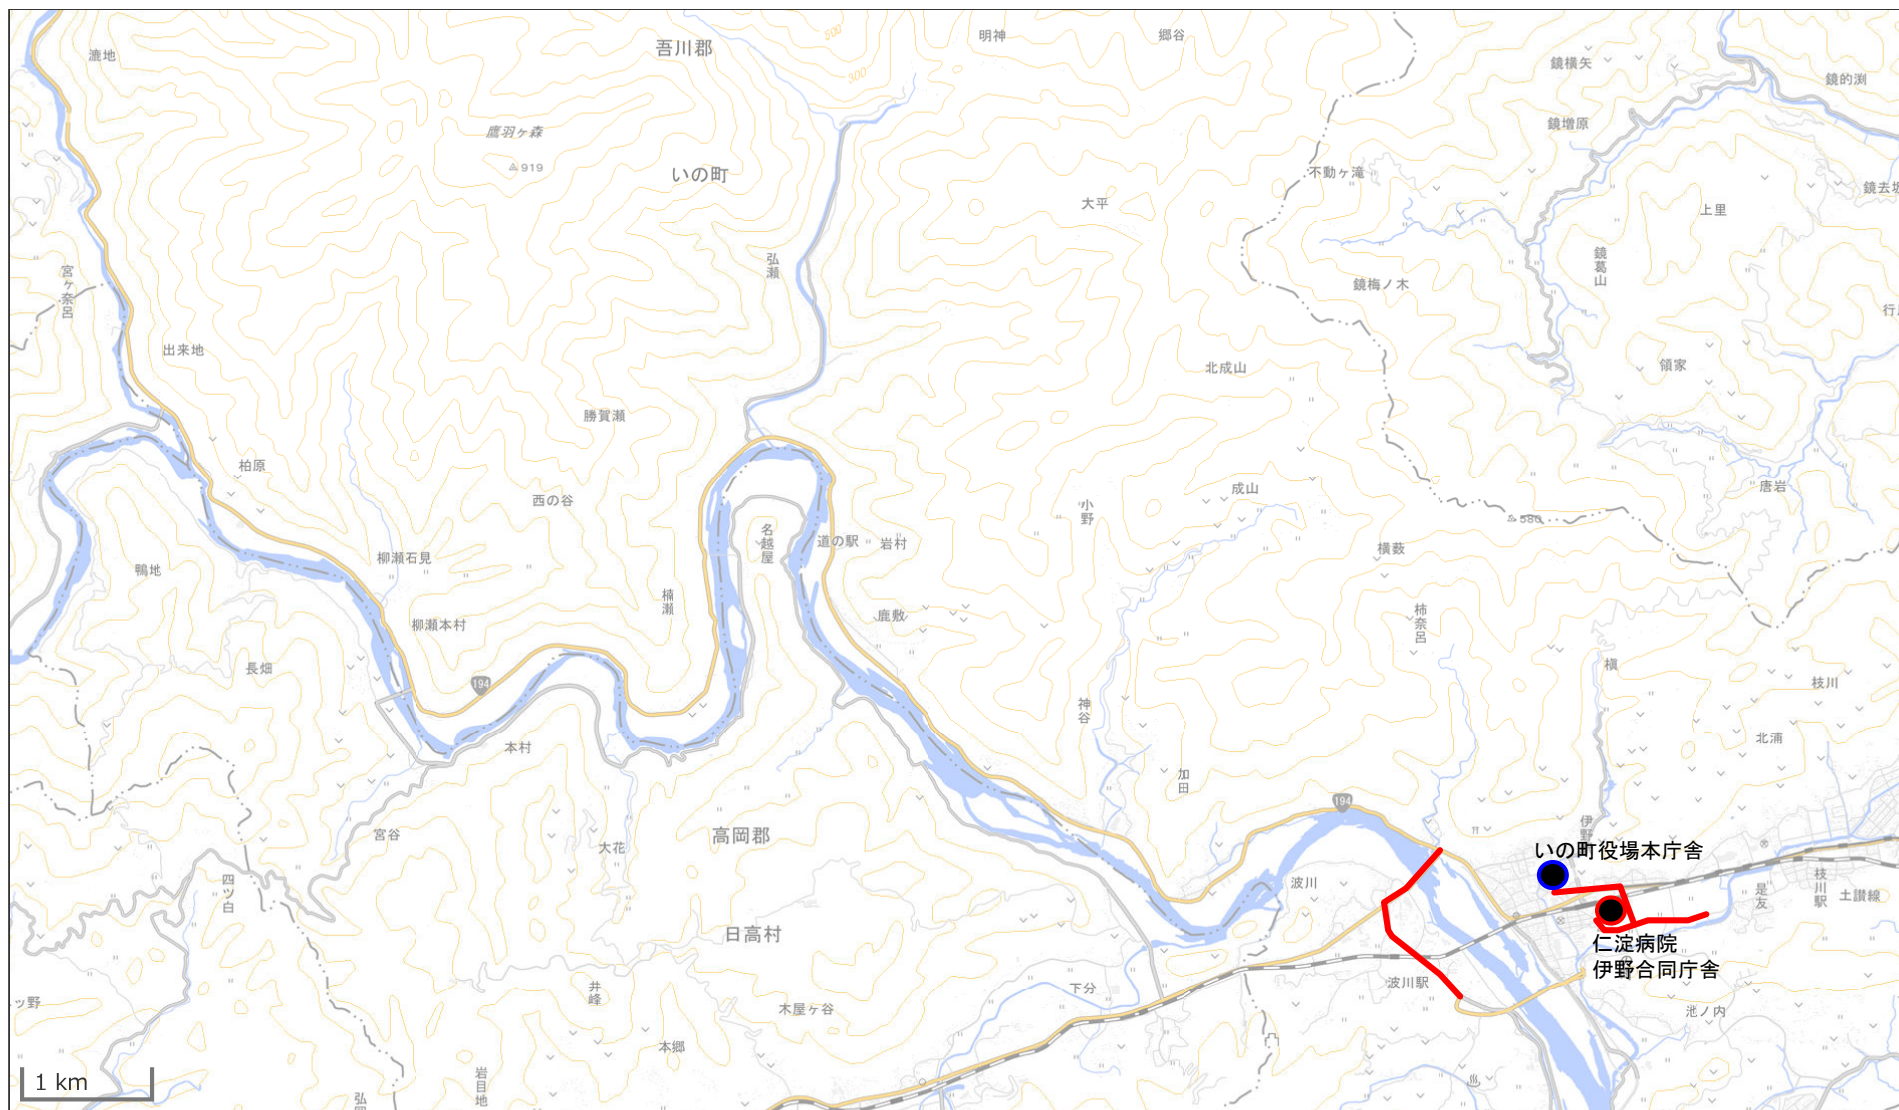 漉地
吾川郡
500
300
明神
郷谷
鏡横矢
鏡的渕
鷹羽ヶ森
919
いの町
鏡増原
不動ヶ滝
大平
上里
宮ヶ奈呂
弘瀬
鏡葛山
鏡梅ノ木
出来地
北成山
領家
勝賀瀬
柏原
西の谷
成山
小野
唐岩
580
名越屋
道の駅
岩村
横薮
柳瀬石見
鴨地
楠瀬
柳瀬本村
鹿敷
柿奈呂
長畑
194
槇
枝川
神谷
本村
北浦
加田
194
伊野
宮谷
大花
高岡郡
いの町役場本庁舎
四ツ白
波川
是友
枝川駅
土讃線
日高村
仁淀病院
伊野合同庁舎
波川駅
下分
井峰
木屋ヶ谷
池ノ内
本郷
岩目地
1 km